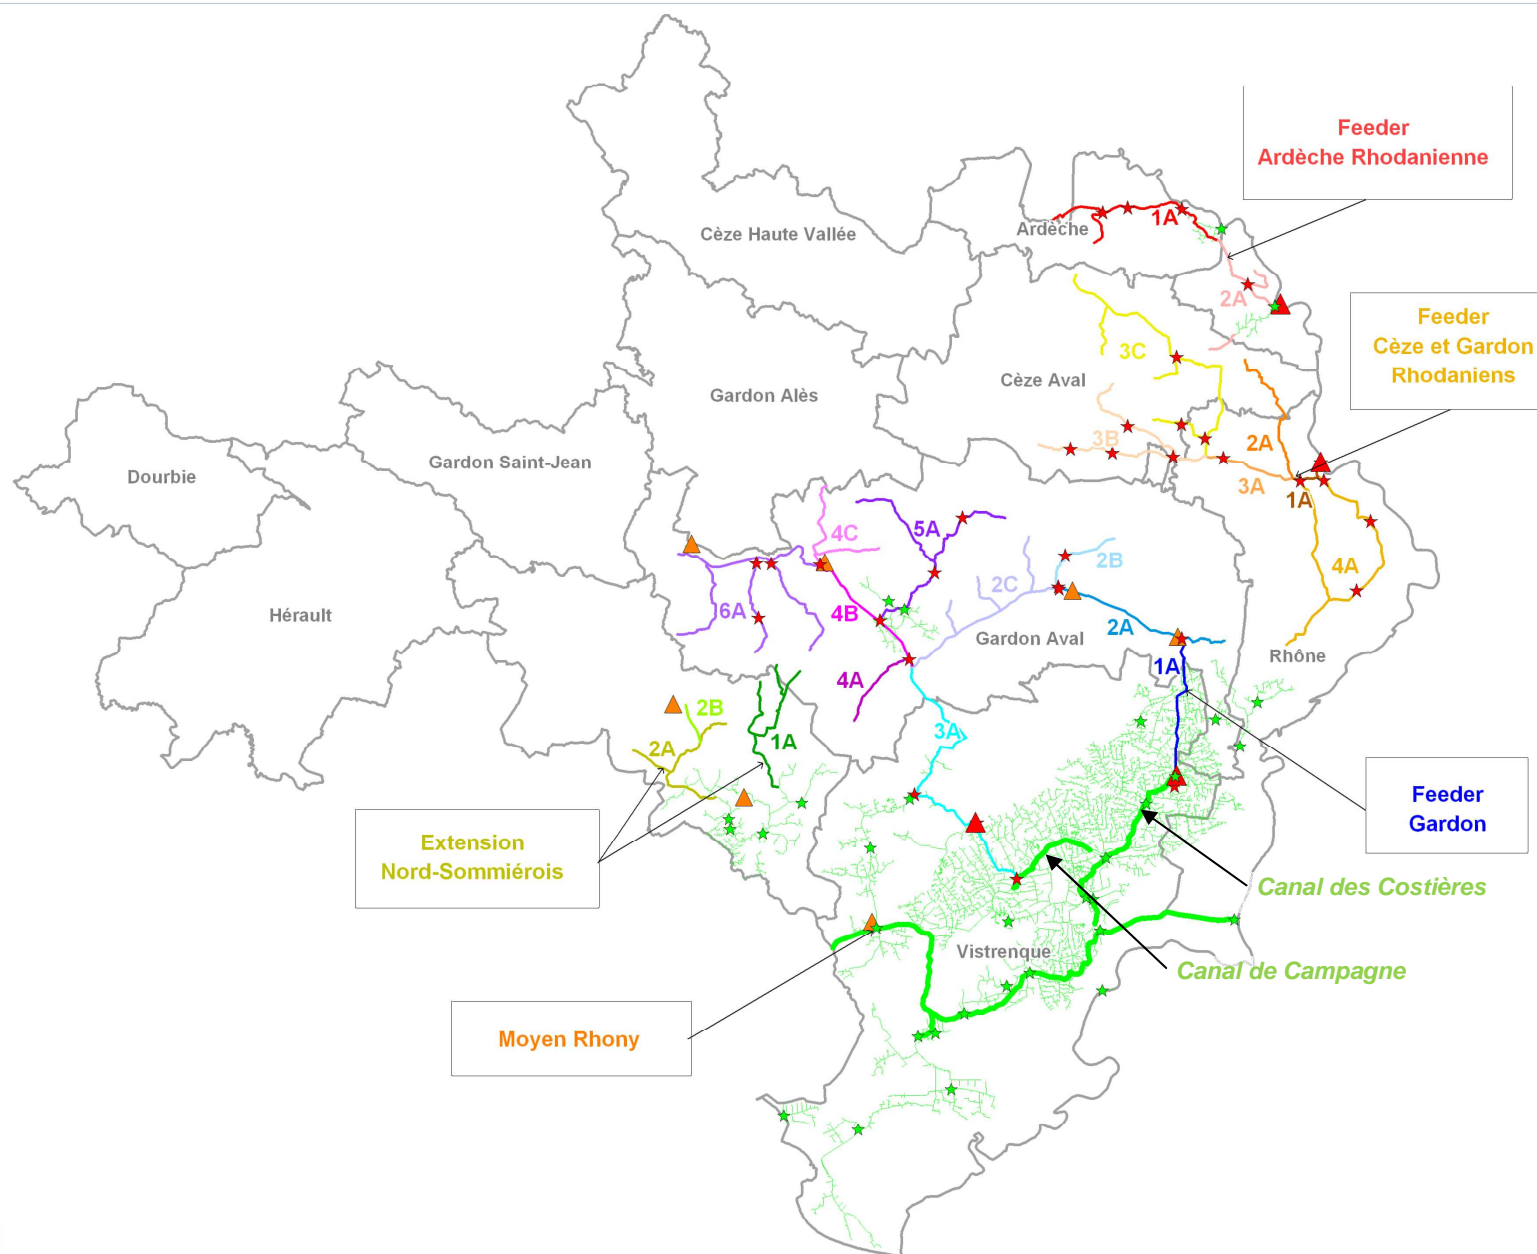 Feeder
Ardèche Rhodanienne
1A
Ardèche
Cèze Haute Vallée
2A
Feeder
Cèze et Gardon
Rhodaniens
3C
Cèze Aval
Gardon Alès
2A
3B
Gardon Saint-Jean
Dourbie
3A
1A
4C
5A
2B
4A
2C
6A
4B
Hérault
2A
Gardon Aval
Rhône
1A
4A
2B
3A
1A
2A
Feeder
Gardon
Extension
Nord-Sommiérois
Canal des Costières
Vistrenque
Canal de Campagne
Moyen Rhony